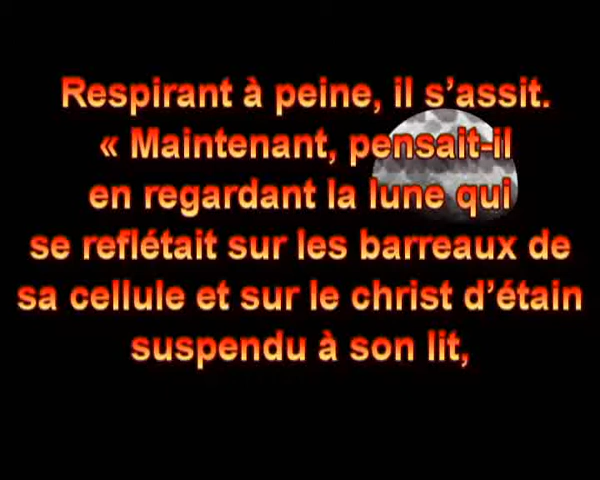 Respirant à peine, il s’assit.
« Maintenant, pensait-il
en regardant la lune qui
se reflétait sur les barreaux de
sa cellule et sur le christ d’étain
suspendu à son lit,